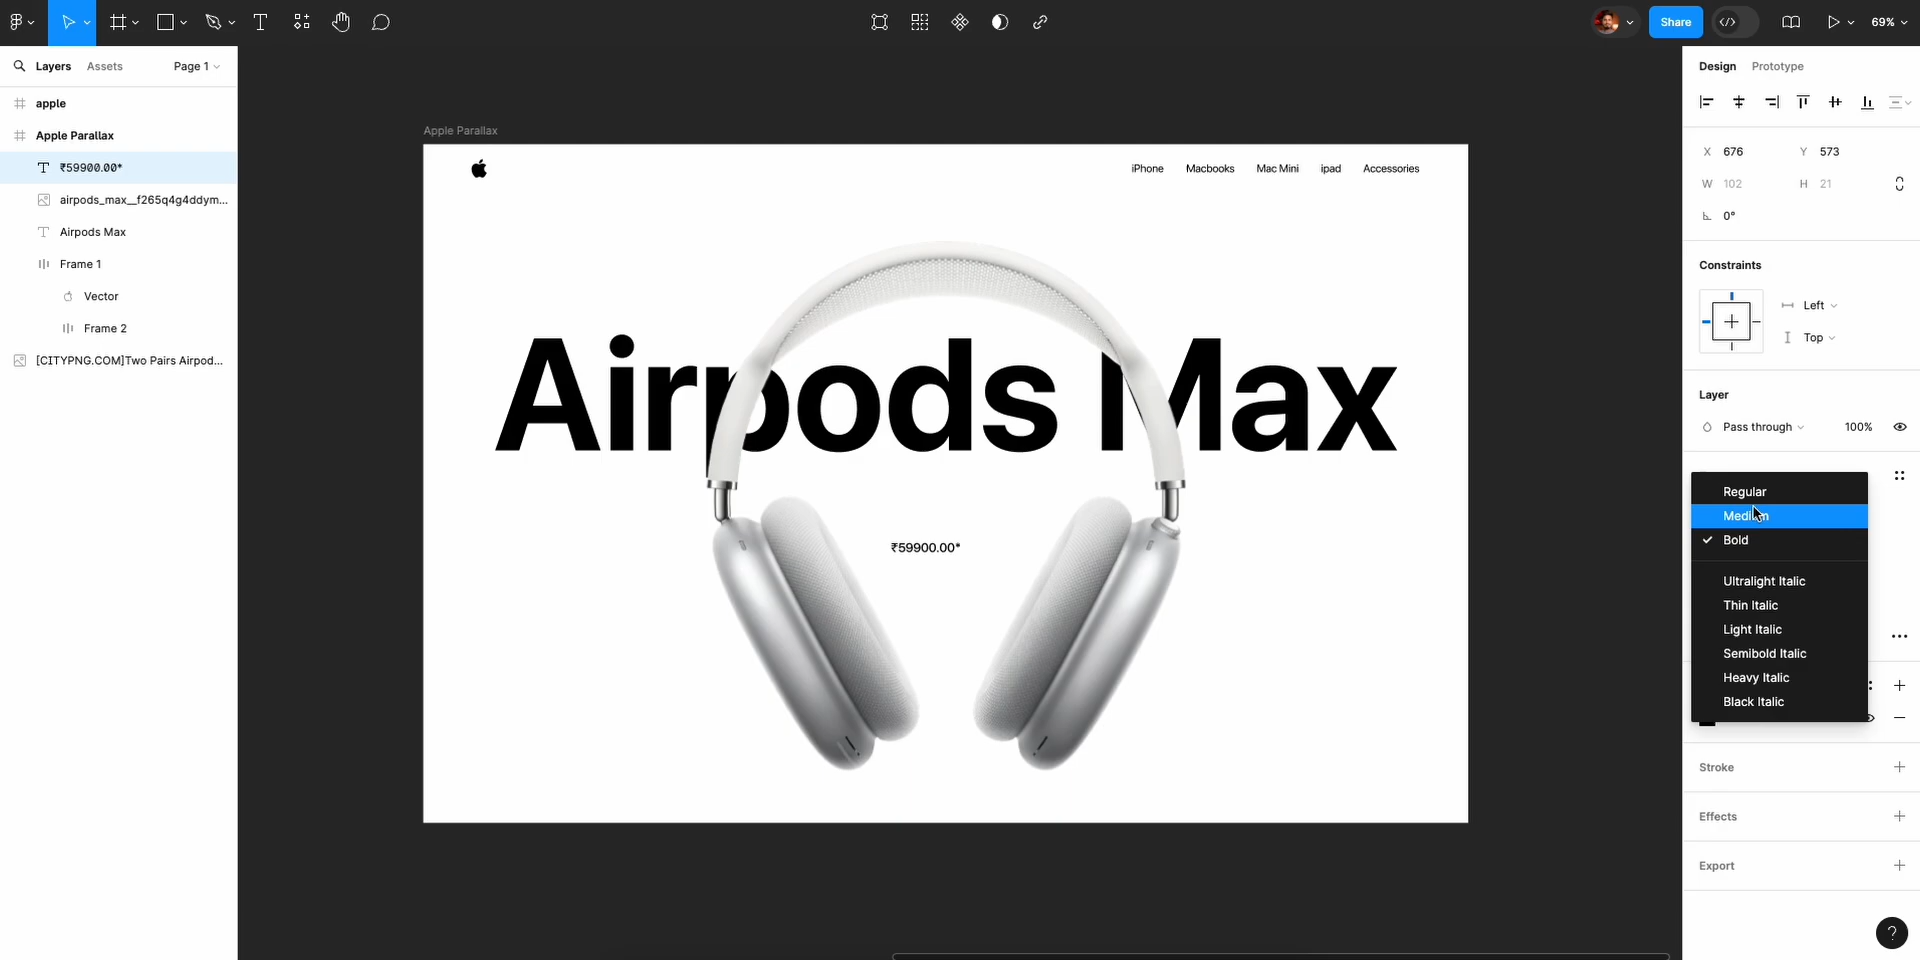 Share
69%
Layers
Assets
Page 1
Design
Prototype
apple
Apple Parallax
₹59900.00*
airpods_max__f265q4g4ddym...
Airpods Max
Frame 1
Vector
Frame 2
[CITYPNG.COM]Two Pairs Airpod...
Apple Parallax
iPhone
Macbooks
Mac Mini
ipad
Accessories
Airpods Max
₹59900.00*
X 676
Y 573
W 102
H 21
0°
Constraints
Left
Top
Layer
Pass through
100%
Regular
Medium
Bold
Ultralight Italic
Thin Italic
Light Italic
Semibold Italic
Heavy Italic
Black Italic
Stroke
Effects
Export
?